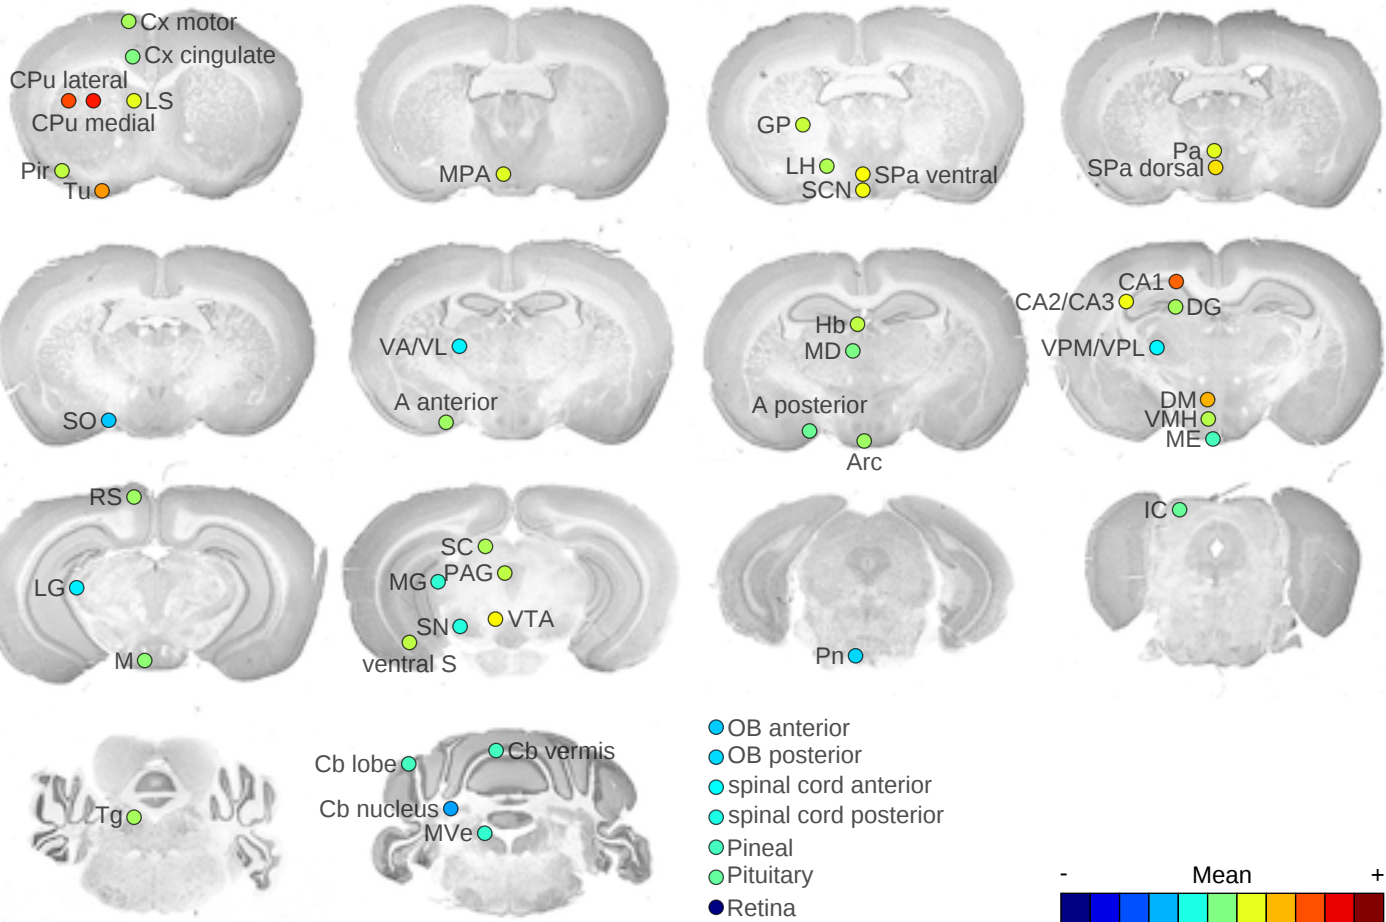 Cx motor
Cx cingulate
CPu lateral
LS
CPu medial
Pir
Tu
MPA
GP
LH
SPa ventral
SCN
Pa
SPa dorsal
SO
VA/VL
A anterior
Hb
MD
A posterior
Arc
CA1
CA2/CA3
DG
VPM/VPL
DM
VMH
ME
RS
LG
M
SC
MG
PAG
SN
VTA
ventral S
Pn
IC
Tg
Cb lobe
Cb vermis
Cb nucleus
MVe
OB anterior
OB posterior
spinal cord anterior
spinal cord posterior
Pineal
Pituitary
Retina
- Mean +